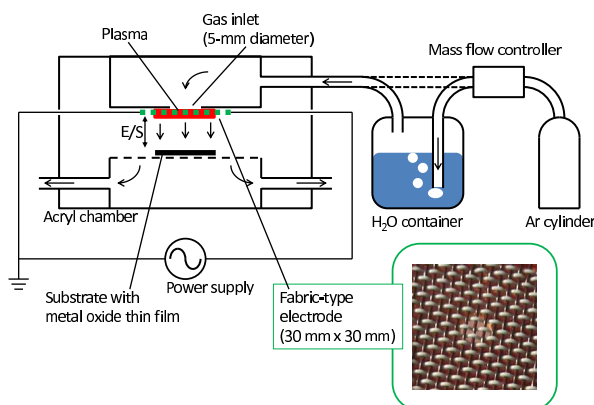 Plasma
Gas inlet
(5-mm diameter)
Mass flow controller
E/S
Acryl chamber
H2O container
Ar cylinder
Power supply
Substrate with
metal oxide thin film
Fabric-type
electrode
(30 mm x 30 mm)